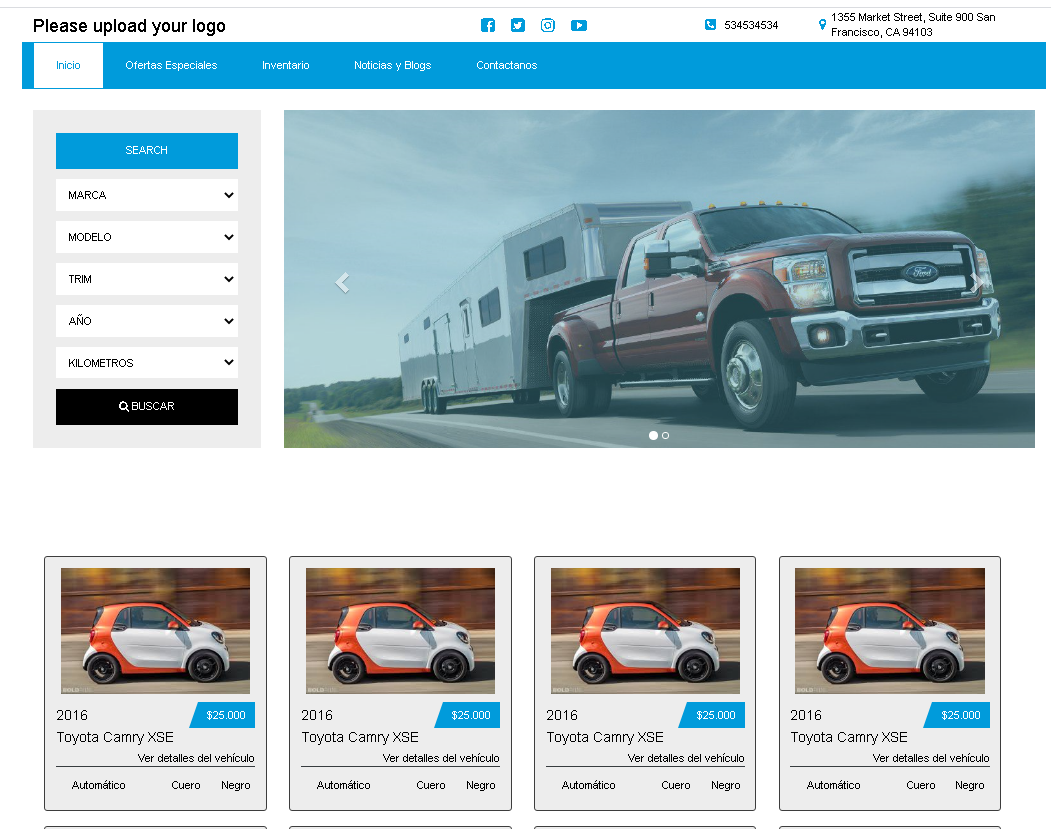 Please upload your logo
534534534
1355 Market Street, Suite 900 San
Francisco, CA 94103
Inicio
Ofertas Especiales
Inventario
Noticias y Blogs
Contactanos
SEARCH
MARCA
MODELO
TRIM
AÑO
KILOMETROS
BUSCAR
Ford
2016
$25.000
Toyota Camry XSE
Ver detalles del vehículo
Automático Cuero Negro
2016
$25.000
Toyota Camry XSE
Ver detalles del vehículo
Automático Cuero Negro
2016
$25.000
Toyota Camry XSE
Ver detalles del vehículo
Automático Cuero Negro
2016
$25.000
Toyota Camry XSE
Ver detalles del vehículo
Automático Cuero Negro